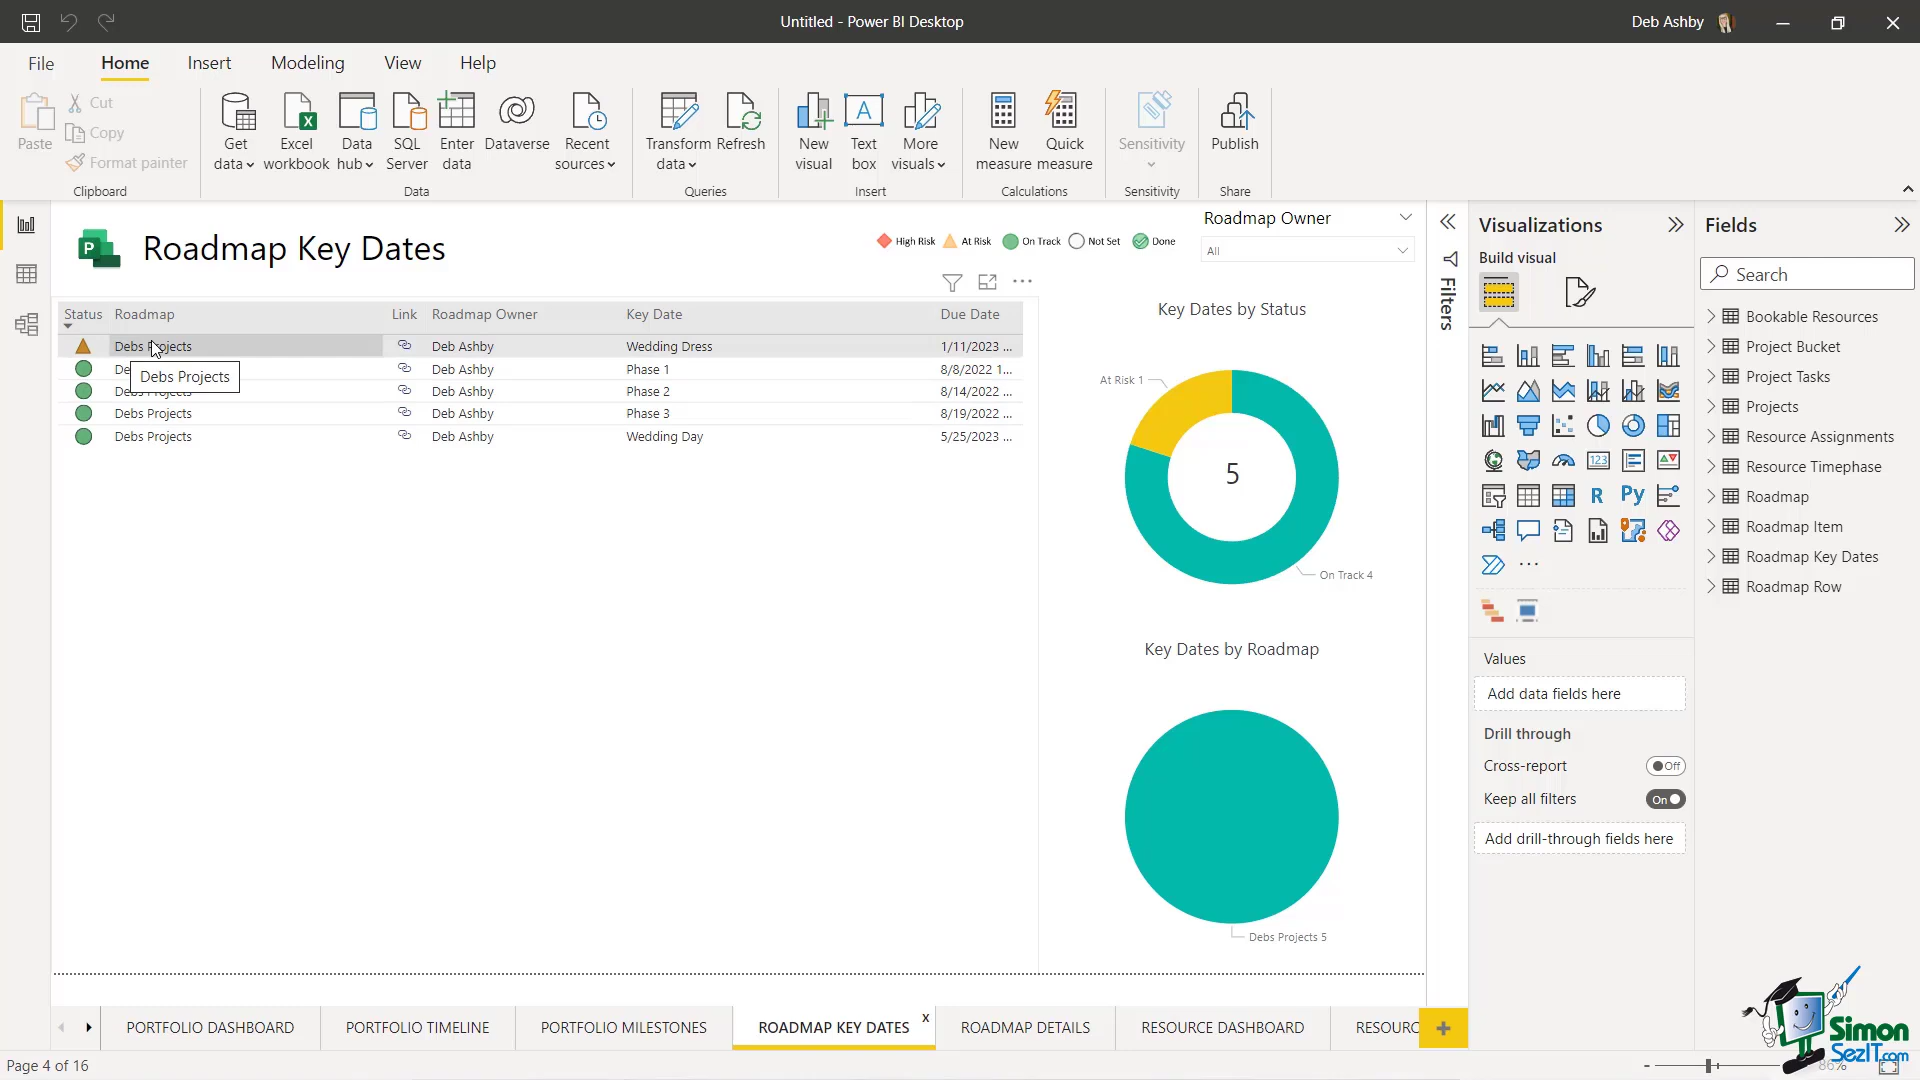 Untitled - Power BI Desktop
Deb Ashby
File
Home
Insert
Modeling
View
Help
Paste
Cut
Copy
Format painter
Clipboard
Get data
Excel workbook
Data hub
SQL Server
Enter data
Dataverse
Recent sources
Data
Transform data
Refresh
Queries
New visual
Text box
More visuals
Insert
New measure
Quick measure
Calculations
Sensitivity
Sensitivity
Publish
Share
P
Roadmap Key Dates
High Risk
At Risk
On Track
Not Set
Done
Roadmap Owner
All
Status Roadmap Link Roadmap Owner Key Date Due Date
Debs Projects Deb Ashby Wedding Dress 1/11/2023 ...
De Deb Ashby Phase 1 8/8/2022 1...
Debs Projects
Debs Projects Deb Ashby Phase 2 8/14/2022 ...
Debs Projects Deb Ashby Phase 3 8/19/2022 ...
Debs Projects Deb Ashby Wedding Day 5/25/2023 ...
Key Dates by Status
At Risk 1
5
On Track 4
Key Dates by Roadmap
Debs Projects 5
Filters
Visualizations
Build visual
123
R
Py
...
Values
Add data fields here
Drill through
Cross-report
Off
Keep all filters
On
Add drill-through fields here
Fields
Search
Bookable Resources
Project Bucket
Project Tasks
Projects
Resource Assignments
Resource Timephase
Roadmap
Roadmap Item
Roadmap Key Dates
Roadmap Row
PORTFOLIO DASHBOARD
PORTFOLIO TIMELINE
PORTFOLIO MILESTONES
ROADMAP KEY DATES
x
ROADMAP DETAILS
RESOURCE DASHBOARD
RESOURC
+
Page 4 of 16
86%
Simon
SezIT.com